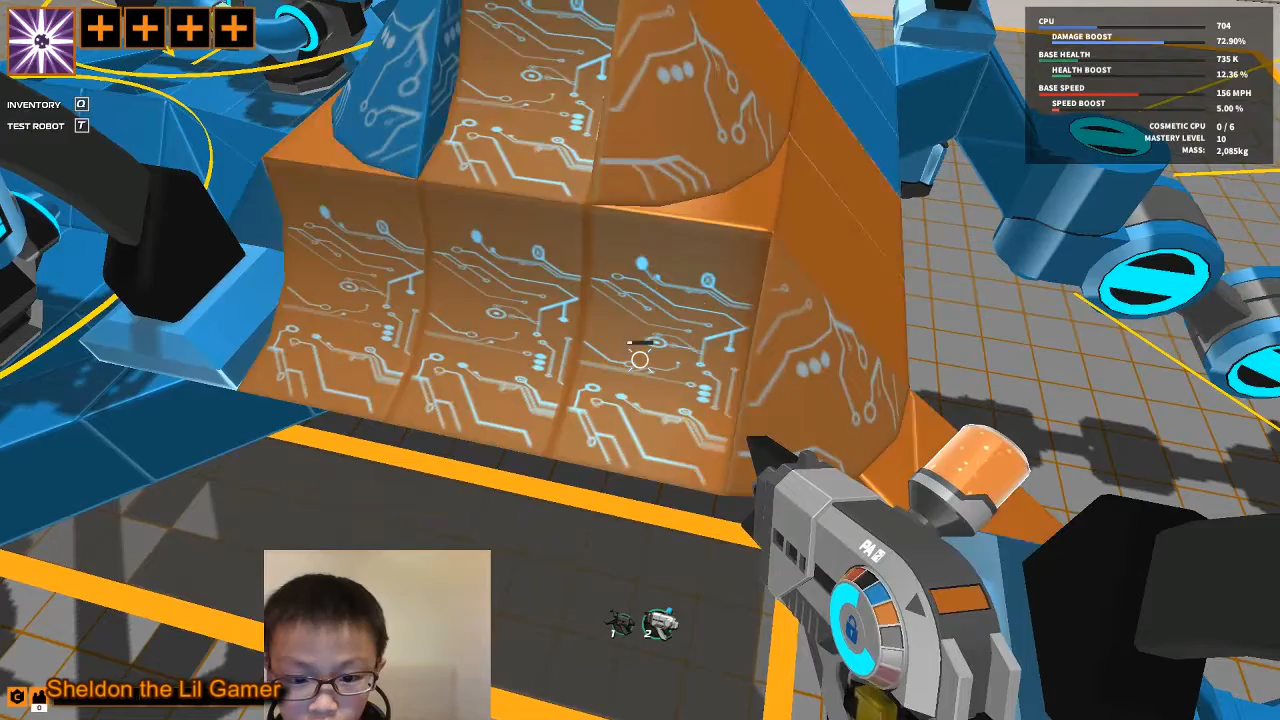 CPU 704
DAMAGE BOOST 72.90%
BASE HEALTH 735 K
HEALTH BOOST 12.36 %
BASE SPEED 156 MPH
SPEED BOOST 5.00 %
COSMETIC CPU 0 / 6
MASTERY LEVEL 10
MASS: 2,085kg
INVENTORY Q
TEST ROBOT T
1 2
C
0
Sheldon the Lil Gamer